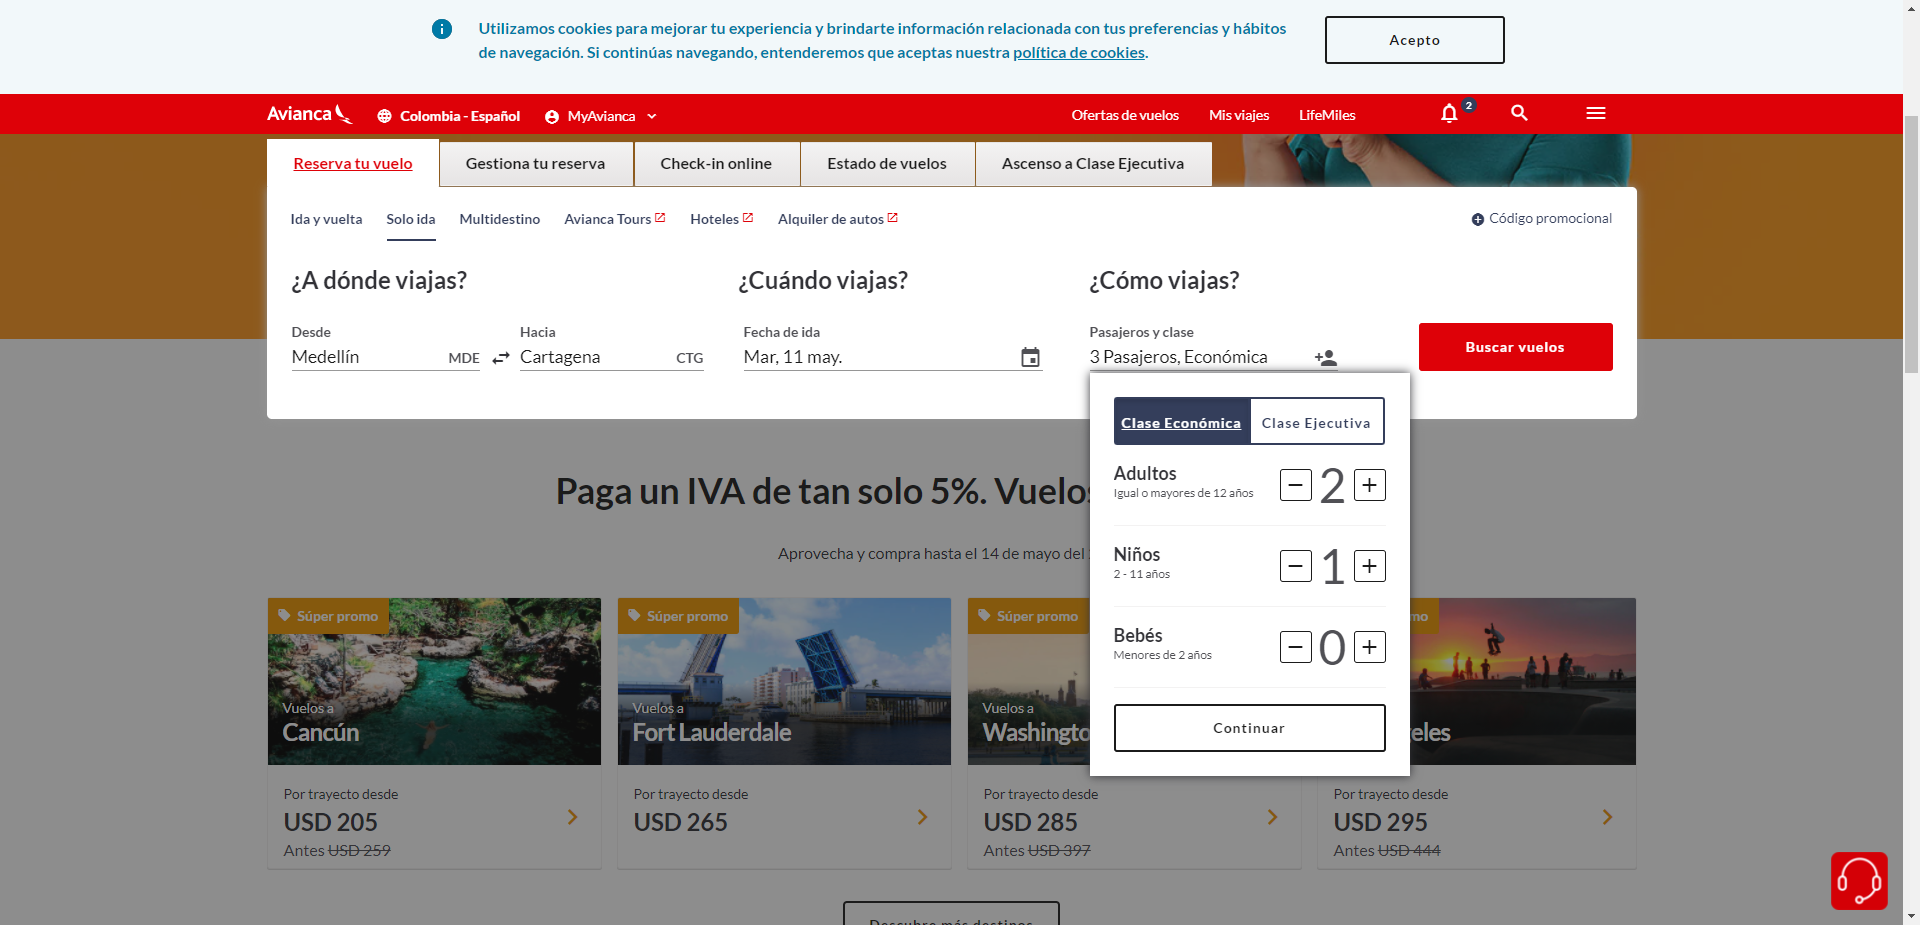 Utilizamos cookies para mejorar tu experiencia y brindarte información relacionada con tus preferencias y hábitos
de navegación. Si continúas navegando, entenderemos que aceptas nuestra política de cookies.
Acepto
Avianca
Colombia - Español
MyAvianca
Ofertas de vuelos
Mis viajes
LifeMiles
2
Reserva tu vuelo
Gestiona tu reserva
Check-in online
Estado de vuelos
Ascenso a Clase Ejecutiva
Ida y vuelta
Solo ida
Multidestino
Avianca Tours
Hoteles
Alquiler de autos
Código promocional
¿A dónde viajas?
¿Cuándo viajas?
¿Cómo viajas?
Desde
Medellín
MDE
Hacia
Cartagena
CTG
Fecha de ida
Mar, 11 may.
Pasajeros y clase
3 Pasajeros, Económica
Buscar vuelos
Clase Económica
Clase Ejecutiva
Adultos
Igual o mayores de 12 años
2
Niños
2 - 11 años
1
Bebés
Menores de 2 años
0
Continuar
Paga un IVA de tan solo 5%. Vuelos
Aprovecha y compra hasta el 14 de mayo del
Súper promo
Vuelos a
Cancún
Por trayecto desde
USD 205
Antes USD 259
Súper promo
Vuelos a
Fort Lauderdale
Por trayecto desde
USD 265
Súper promo
Vuelos a
Washingto
Por trayecto desde
USD 285
Antes USD 397
mo
eles
Por trayecto desde
USD 295
Antes USD 444
Descubre más destinos